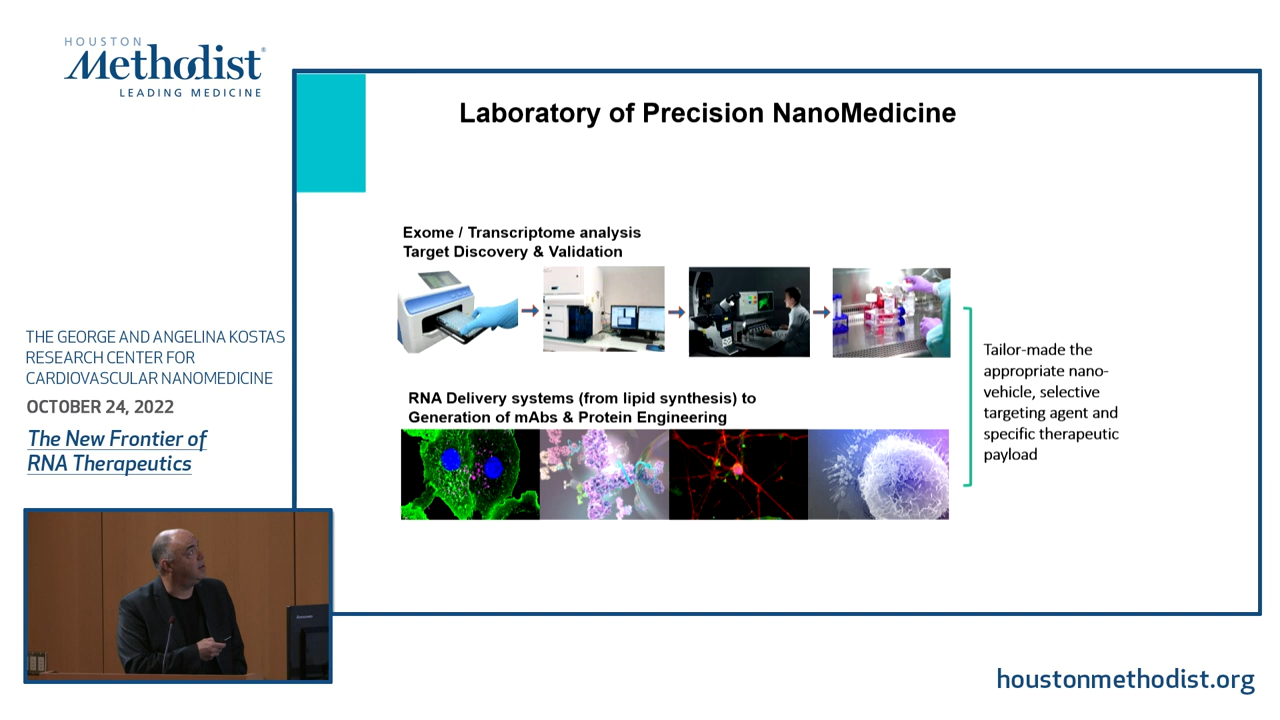 HOUSTON
Methodist®
LEADING MEDICINE
THE GEORGE AND ANGELINA KOSTAS
RESEARCH CENTER FOR
CARDIOVASCULAR NANOMEDICINE
OCTOBER 24, 2022
The New Frontier of
RNA Therapeutics
Laboratory of Precision NanoMedicine
Exome / Transcriptome analysis
Target Discovery & Validation
RNA Delivery systems (from lipid synthesis) to
Generation of mAbs & Protein Engineering
Tailor-made the
appropriate nano-
vehicle, selective
targeting agent and
specific therapeutic
payload
houstonmethodist.org